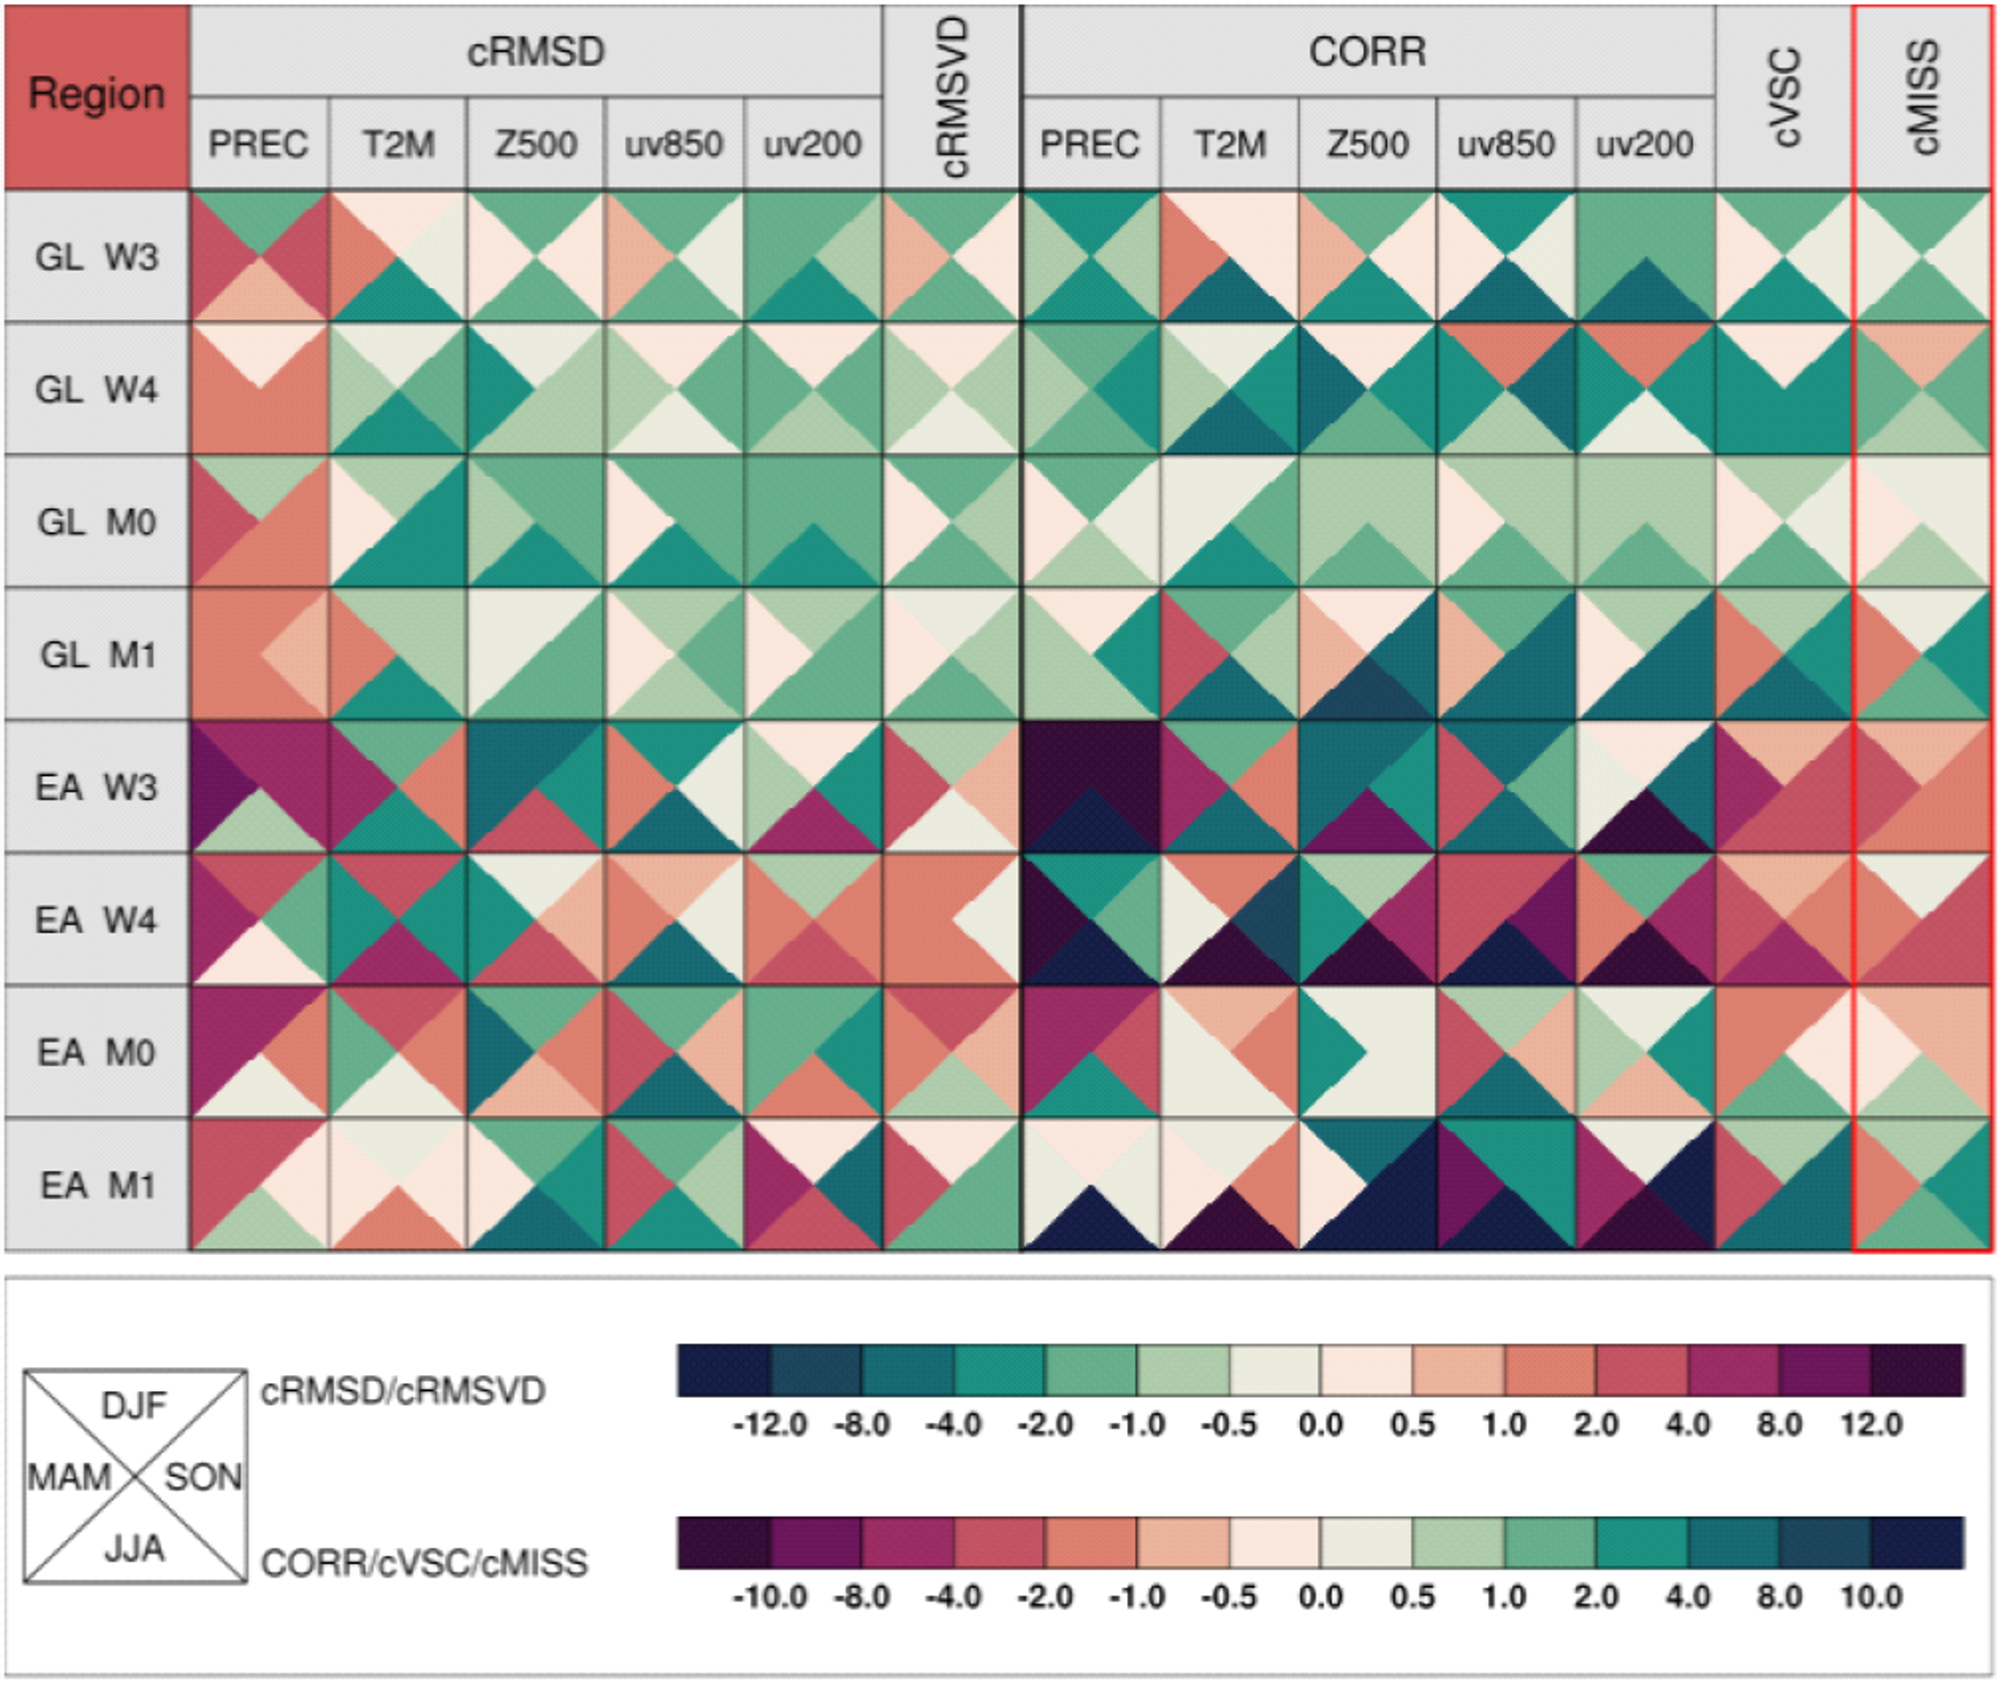 Region cRMSD cRMSVD CORR cVSC cMISS
PREC T2M Z500 uv850 uv200 PREC T2M Z500 uv850 uv200
GL W3
GL W4
GL M0
GL M1
EA W3
EA W4
EA M0
EA M1
DJF
MAM SON
JJA
cRMSD/cRMSVD
-12.0 -8.0 -4.0 -2.0 -1.0 -0.5 0.0 0.5 1.0 2.0 4.0 8.0 12.0
CORR/cVSC/cMISS
-10.0 -8.0 -4.0 -2.0 -1.0 -0.5 0.0 0.5 1.0 2.0 4.0 8.0 10.0